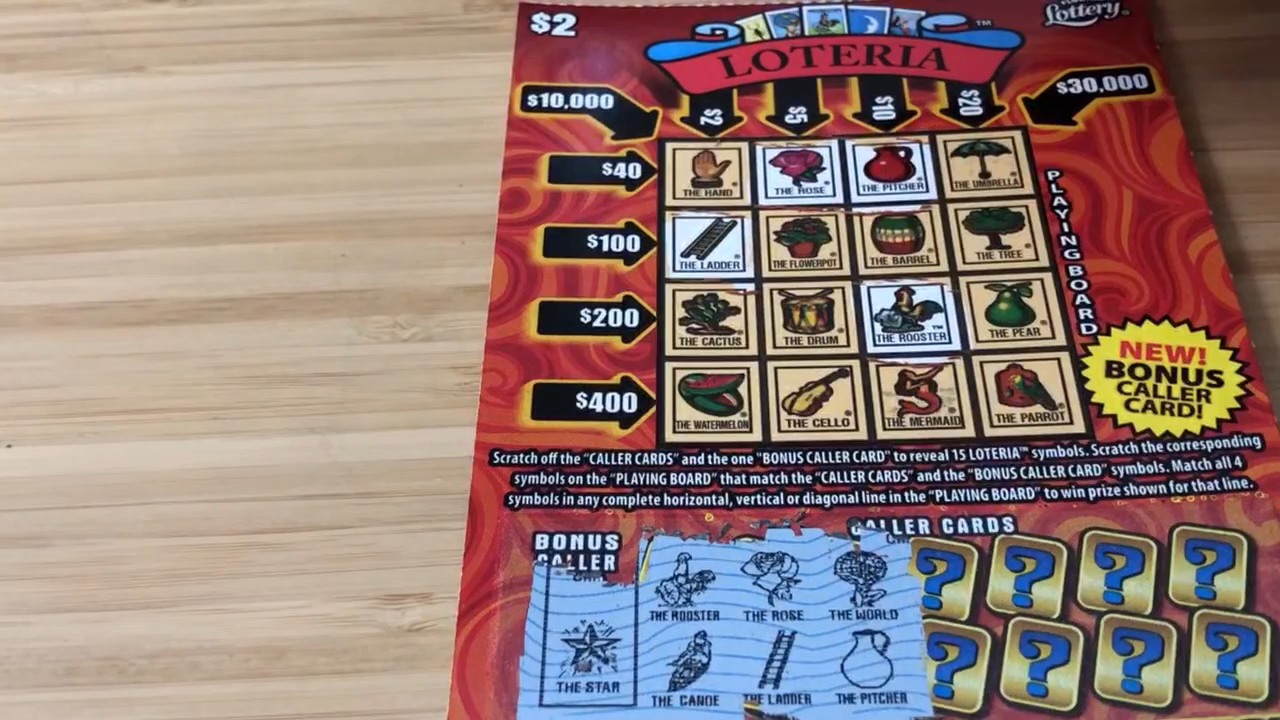 $2
Lottery
LOTERIA™
$10,000
$2
$5
$10
$20
$30,000
$40
THE HAND
THE ROSE
THE PITCHER
THE UMBRELLA
$100
THE LADDER
THE FLOWERPOT
THE BARREL
THE TREE
$200
THE CACTUS
THE DRUM
THE ROOSTER
THE PEAR
$400
THE WATERMELON
THE CELLO
THE MERMAID
THE PARROT
PLAYING BOARD
NEW!
BONUS
CALLER
CARD!
Scratch off the "CALLER CARDS" and the one "BONUS CALLER CARD" to reveal 15 LOTERIA™ symbols. Scratch the corresponding
symbols on the "PLAYING BOARD" that match the "CALLER CARDS" and the "BONUS CALLER CARD" symbols. Match all 4
symbols in any complete horizontal, vertical or diagonal line in the "PLAYING BOARD" to win prize shown for that line.
BONUS
CALLER
CALLER CARDS
THE STAR
THE ROOSTER
THE ROSE
THE WORLD
THE CANOE
THE LADDER
THE PITCHER
? ? ? ?
? ? ? ?